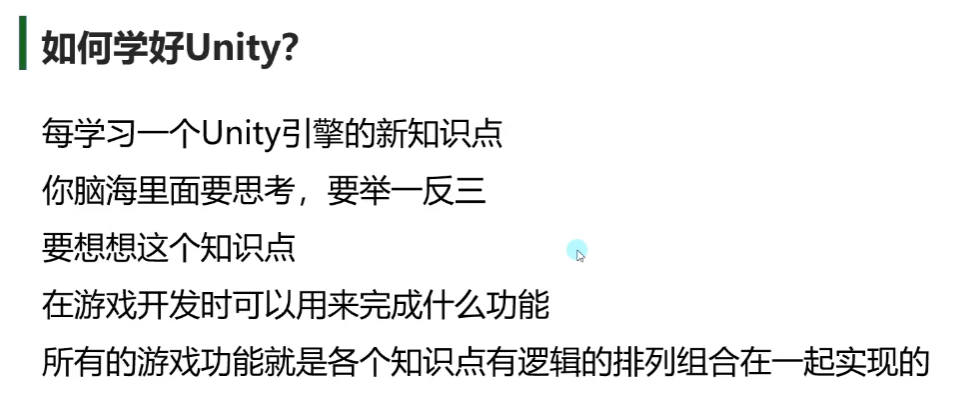 如何学好Unity？
每学习一个Unity引擎的新知识点
你脑海里面要思考，要举一反三
要想想这个知识点
在游戏开发时可以用来完成什么功能
所有的游戏功能就是各个知识点有逻辑的排列组合在一起实现的